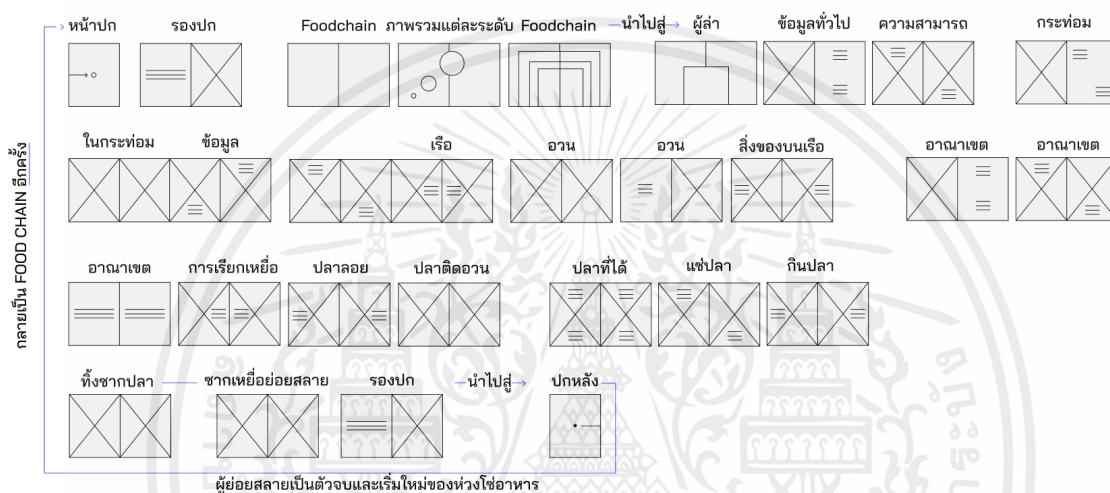 หน้าปก รองปก Foodchain ภาพรวมแต่ละระดับ Foodchain นำไปสู่ ผู้ล่า ข้อมูลทั่วไป ความสามารถ กระท่อม
ในกระท่อม ข้อมูล เรือ อวน อวน สิ่งของบนเรือ อาณาเขต อาณาเขต
อาณาเขต การเรียกเหยื่อ ปลาลอย ปลาติดอวน ปลาที่ได้ แช่ปลา กินปลา
ทิ้งซากปลา ซากเหยื่อย่อยสลาย รองปก นำไปสู่ ปกหลัง
ผู้ย่อยสลายเป็นตัวจบและเริ่มใหม่ของห่วงโซ่อาหาร
กลายเป็น FOOD CHAIN อีกครั้ง